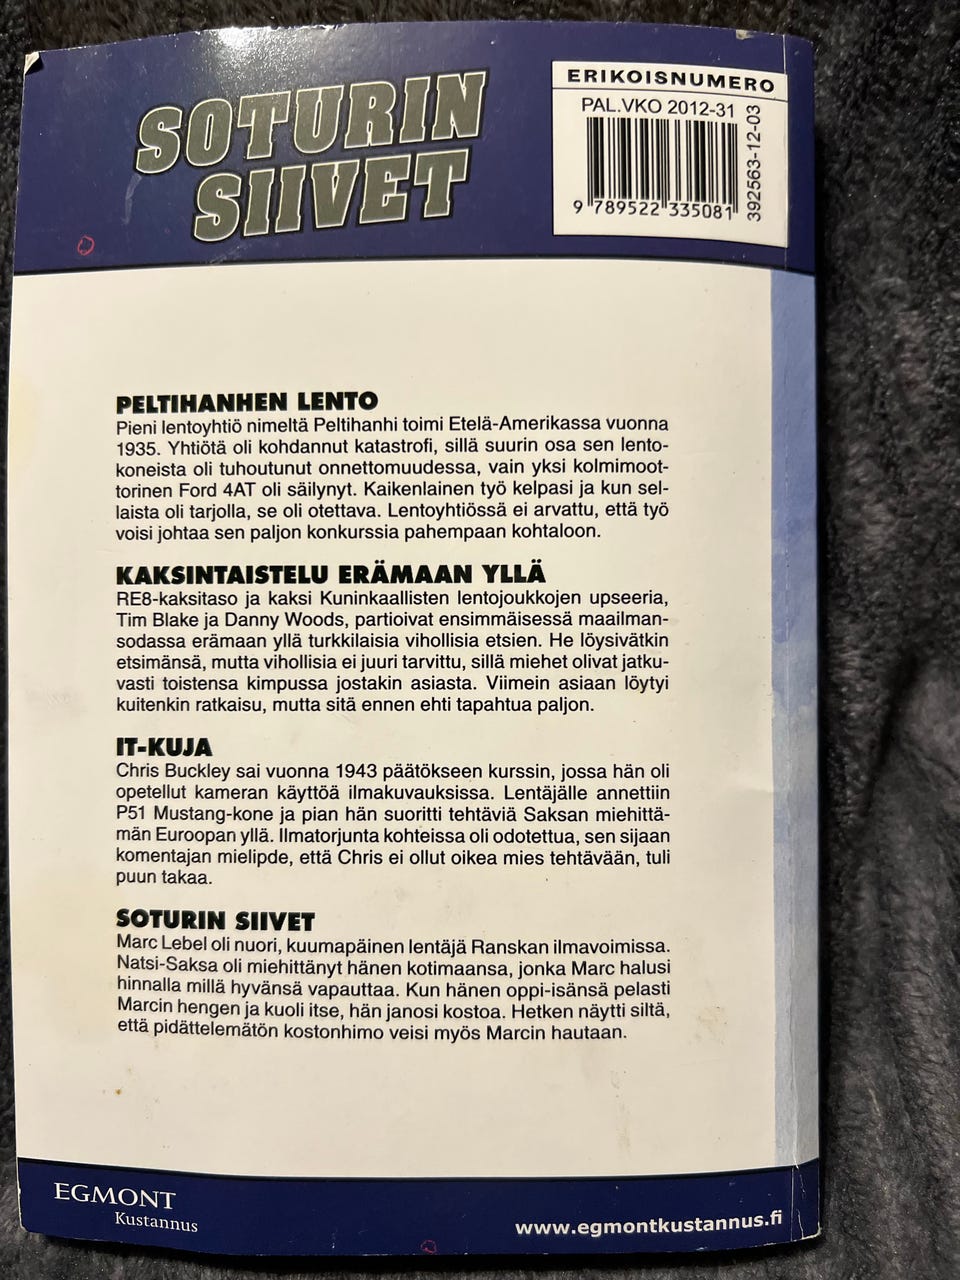 SOTURIN
SIIVET
ERIKOISNUMERO
PAL.VKO 2012-31
9 789522 335081
392563-12-03
PELTIHANHEN LENTO
Pieni lentoyhtiö nimeltä Peltihanhi toimi Etelä-Amerikassa vuonna
1935. Yhtiötä oli kohdannut katastrofi, sillä suurin osa sen lento-
koneista oli tuhoutunut onnettomuudessa, vain yksi kolmimoot-
torinen Ford 4AT oli säilynyt. Kaikenlainen työ kelpasi ja kun sel-
laista oli tarjolla, se oli otettava. Lentoyhtiössä ei arvattu, että työ
voisi johtaa sen paljon konkurssia pahempaan kohtaloon.
KAKSINTAISTELU ERÄMAAN YLLÄ
RE8-kaksitaso ja kaksi Kuninkaallisten lentojoukkojen upseeria,
Tim Blake ja Danny Woods, partioivat ensimmäisessä maailman-
sodassa erämaan yllä turkkilaisia vihollisia etsien. He löysivätkin
etsimänsä, mutta vihollisia ei juuri tarvittu, sillä miehet olivat jatku-
vasti toistensa kimpussa jostakin asiasta. Viimein asiaan löytyi
kuitenkin ratkaisu, mutta sitä ennen ehti tapahtua paljon.
IT-KUJA
Chris Buckley sai vuonna 1943 päätökseen kurssin, jossa hän oli
opetellut kameran käyttöä ilmakuvauksissa. Lentäjälle annettiin
P51 Mustang-kone ja pian hän suoritti tehtäviä Saksan miehittä-
män Euroopan yllä. Ilmatorjunta kohteissa oli odotettua, sen sijaan
komentajan mielipde, että Chris ei ollut oikea mies tehtävään, tuli
puun takaa.
SOTURIN SIIVET
Marc Lebel oli nuori, kuumapäinen lentäjä Ranskan ilmavoimissa.
Natsi-Saksa oli miehittänyt hänen kotimaansa, jonka Marc halusi
hinnalla millä hyvänsä vapauttaa. Kun hänen oppi-isänsä pelasti
Marcin hengen ja kuoli itse, hän janosi kostoa. Hetken näytti siltä,
että pidättelemätön kostonhimo veisi myös Marcin hautaan.
EGMONT
Kustannus
www.egmontkustannus.fi